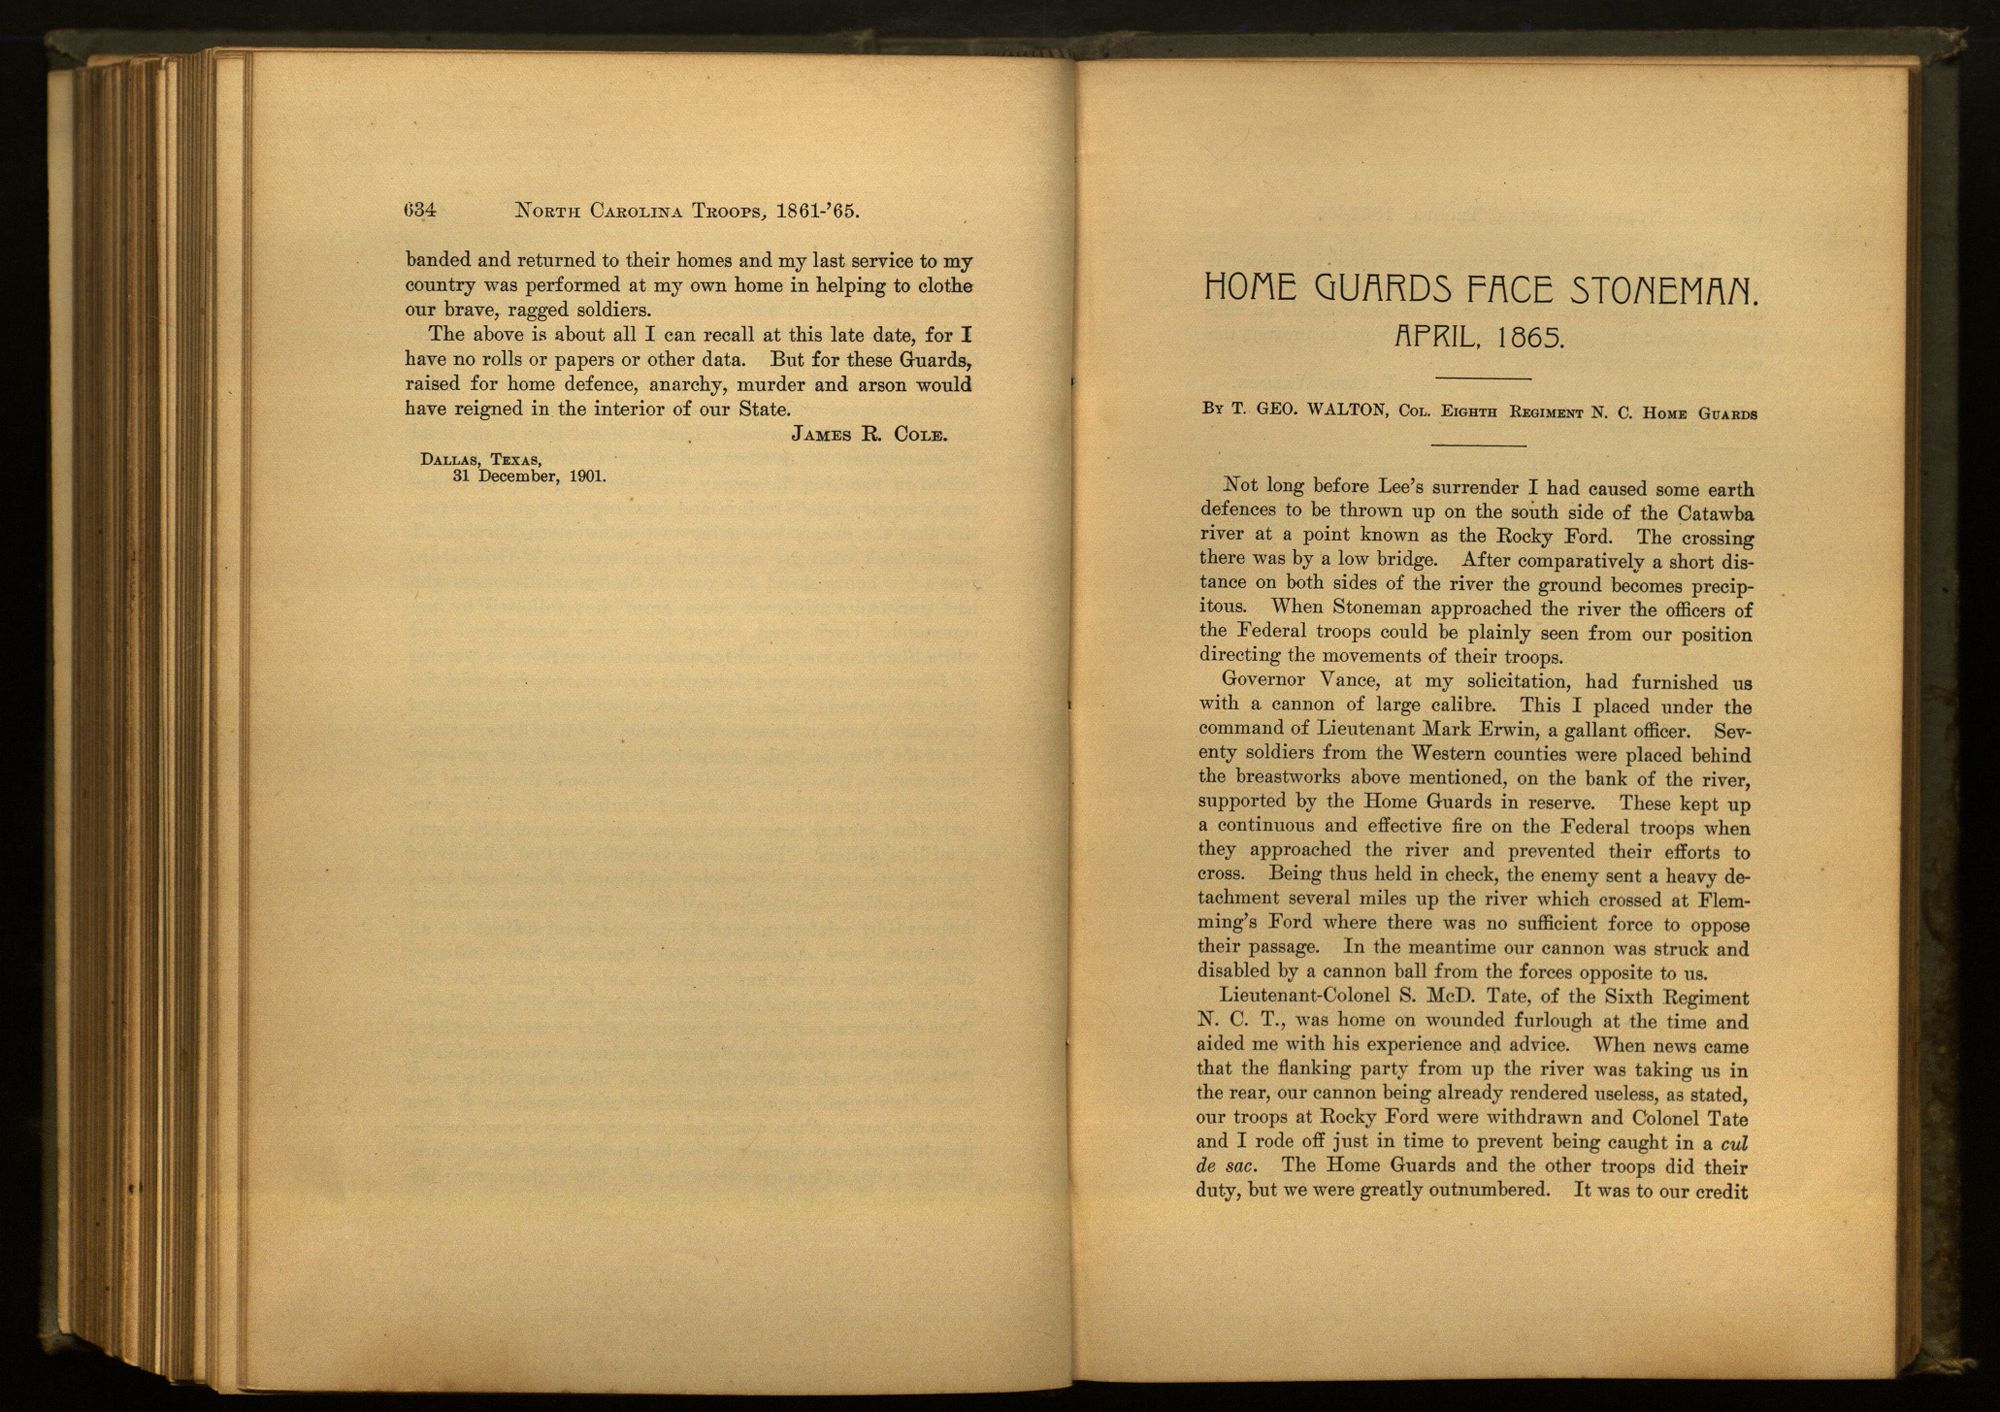 634 North Carolina Troops, 1861-'65.
banded and returned to their homes and my last service to my
country was performed at my own home in helping to clothe
our brave, ragged soldiers.
The above is about all I can recall at this late date, for I
have no rolls or papers or other data. But for these Guards,
raised for home defence, anarchy, murder and arson would
have reigned in the interior of our State.
James R. Cole.
Dallas, Texas,
31 December, 1901.
HOME GUARDS FACE STONEMAN.
APRIL, 1865.
By T. GEO. WALTON, Col. Eighth Regiment N. C. Home Guards
Not long before Lee's surrender I had caused some earth
defences to be thrown up on the south side of the Catawba
river at a point known as the Rocky Ford. The crossing
there was by a low bridge. After comparatively a short dis-
tance on both sides of the river the ground becomes precip-
itous. When Stoneman approached the river the officers of
the Federal troops could be plainly seen from our position
directing the movements of their troops.
Governor Vance, at my solicitation, had furnished us
with a cannon of large calibre. This I placed under the
command of Lieutenant Mark Erwin, a gallant officer. Sev-
enty soldiers from the Western counties were placed behind
the breastworks above mentioned, on the bank of the river,
supported by the Home Guards in reserve. These kept up
a continuous and effective fire on the Federal troops when
they approached the river and prevented their efforts to
cross. Being thus held in check, the enemy sent a heavy de-
tachment several miles up the river which crossed at Flem-
ming's Ford where there was no sufficient force to oppose
their passage. In the meantime our cannon was struck and
disabled by a cannon ball from the forces opposite to us.
Lieutenant-Colonel S. McD. Tate, of the Sixth Regiment
N. C. T., was home on wounded furlough at the time and
aided me with his experience and advice. When news came
that the flanking party from up the river was taking us in
the rear, our cannon being already rendered useless, as stated,
our troops at Rocky Ford were withdrawn and Colonel Tate
and I rode off just in time to prevent being caught in a cul
de sac. The Home Guards and the other troops did their
duty, but we were greatly outnumbered. It was to our credit